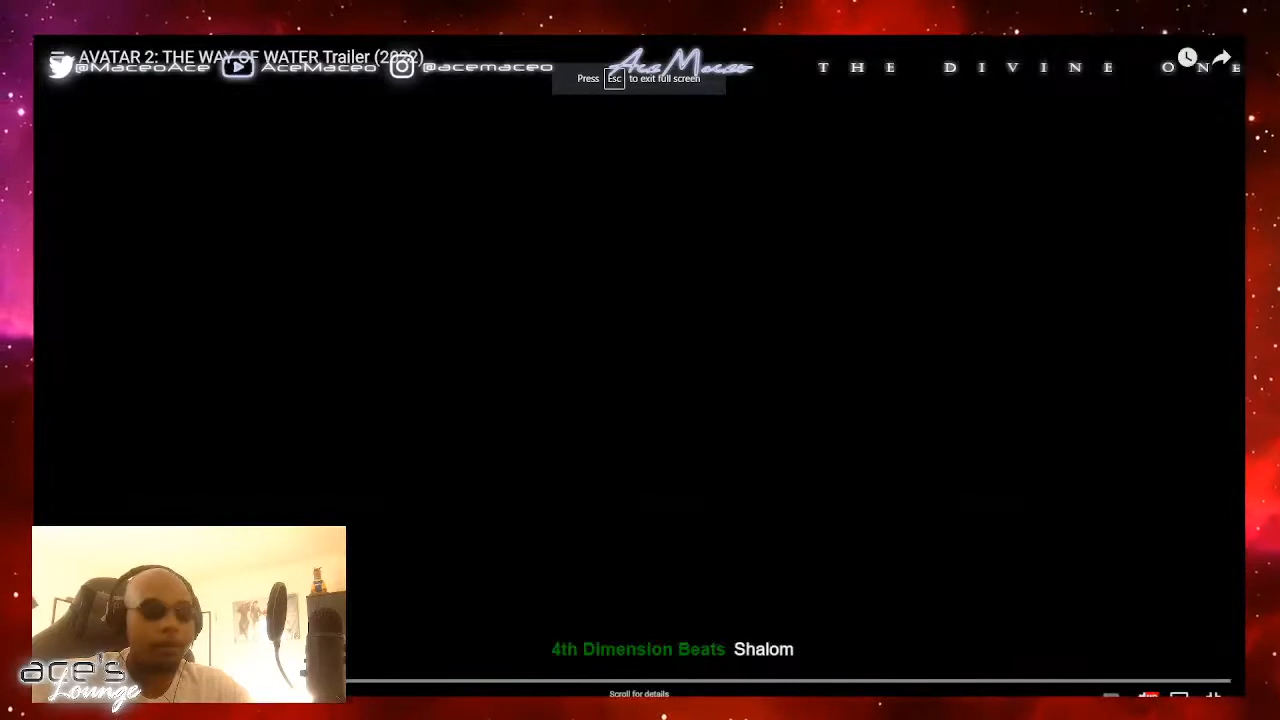 AVATAR 2: THE WAY OF WATER Trailer (2022)
@MaceoAce AceMaceo @acemaceo Ace Maceo THE DIVINE ONE
Press Esc to exit full screen
4th Dimension Beats Shalom
ace's
Lounge
Scroll for details